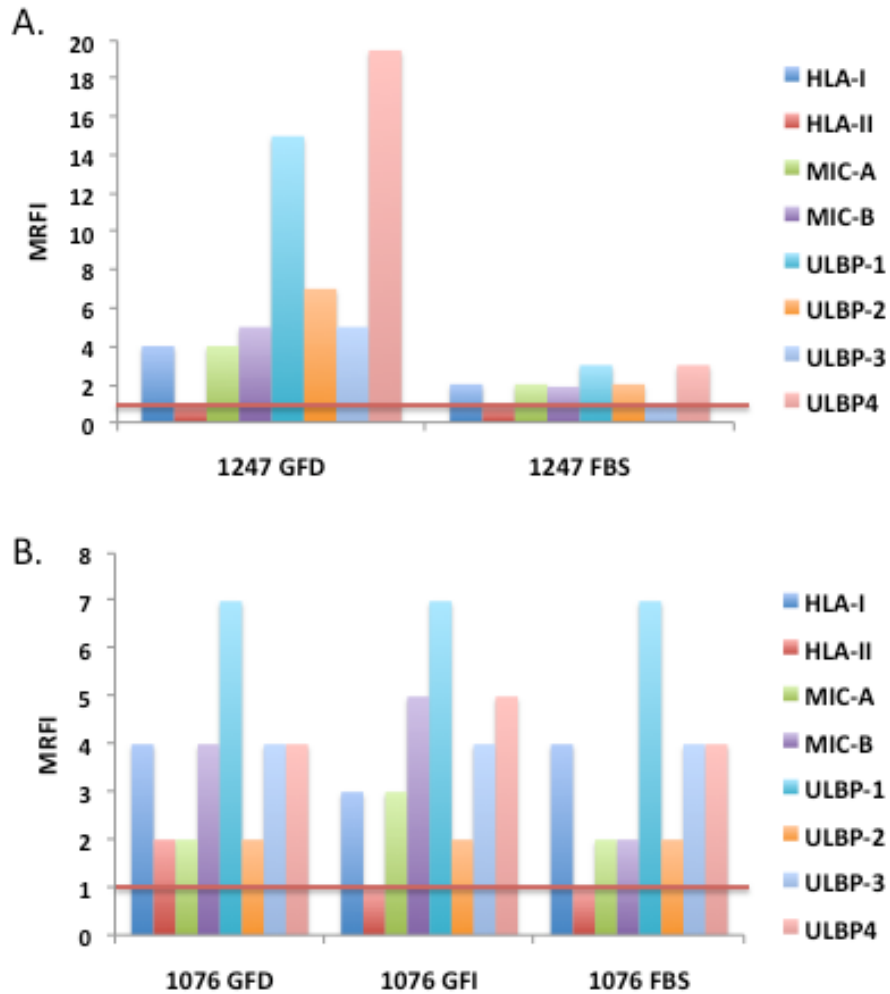 A.
MRFI
20
18
16
14
12
10
8
6
4
2
0
1247 GFD
1247 FBS
HLA-I
HLA-II
MIC-A
MIC-B
ULBP-1
ULBP-2
ULBP-3
ULBP4
B.
MRFI
8
7
6
5
4
3
2
1
0
1076 GFD
1076 GFI
1076 FBS
HLA-I
HLA-II
MIC-A
MIC-B
ULBP-1
ULBP-2
ULBP-3
ULBP4